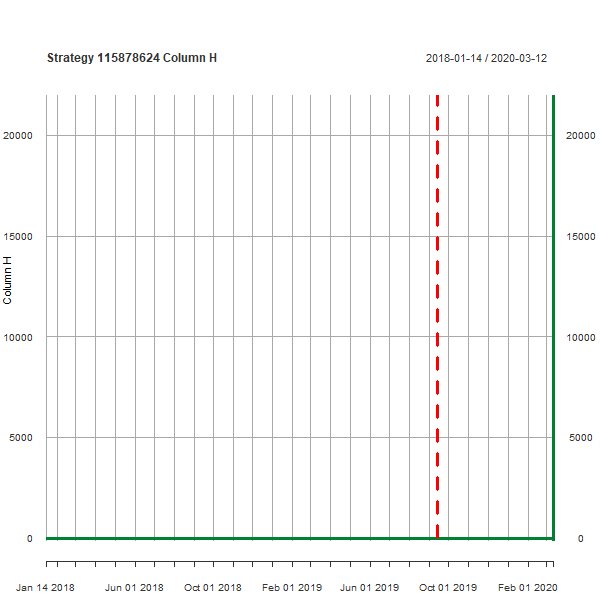 Strategy 115878624 Column H
2018-01-14 / 2020-03-12
20000
20000
15000
15000
Column H
10000
10000
5000
5000
0
0
Jan 14 2018
Jun 01 2018
Oct 01 2018
Feb 01 2019
Jun 01 2019
Oct 01 2019
Feb 01 2020